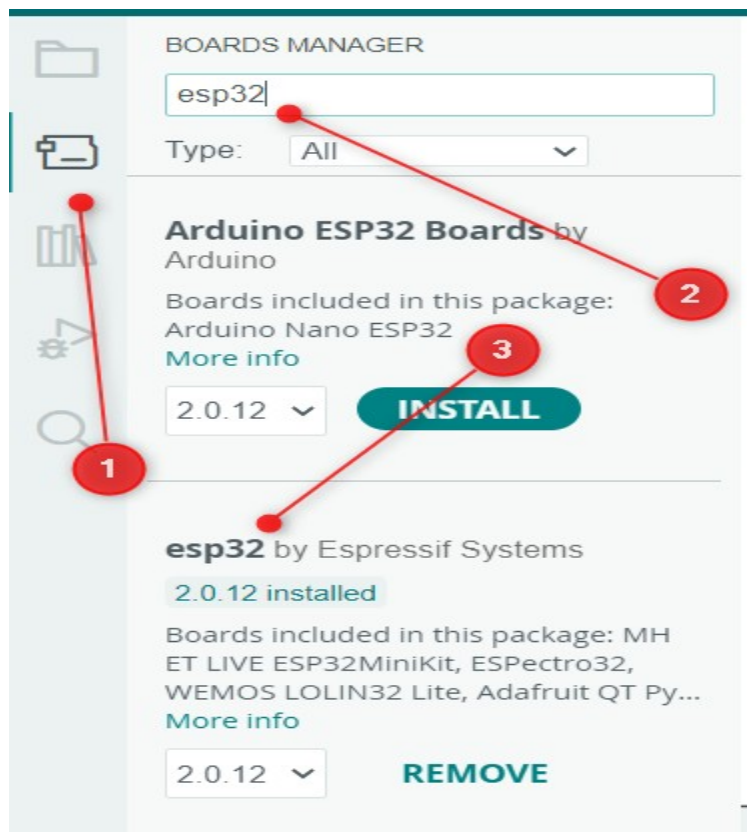 BOARDS MANAGER
esp32
Type: All
Arduino ESP32 Boards by
Arduino
2
Boards included in this package:
Arduino Nano ESP32
3
More info
2.0.12 INSTALL
1
esp32 by Espressif Systems
2.0.12 installed
Boards included in this package: MH
ET LIVE ESP32MiniKit, ESPectro32,
WEMOS LOLIN32 Lite, Adafruit QT Py...
More info
2.0.12 REMOVE